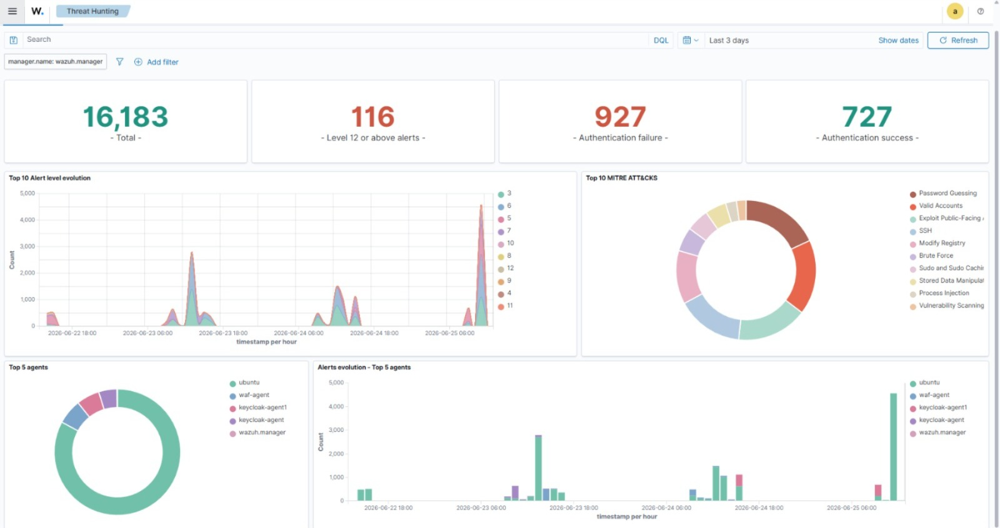 W. Threat Hunting a
Search DQL Last 3 days Show dates Refresh
manager.name: wazuh.manager Add filter
16,183
- Total -
116
- Level 12 or above alerts -
927
- Authentication failure -
727
- Authentication success -
Top 10 Alert level evolution
5,000
4,000
3,000
2,000
1,000
0
Count
2026-06-22 18:00 2026-06-23 06:00 2026-06-23 18:00 2026-06-24 06:00 2026-06-24 18:00 2026-06-25 06:00
timestamp per hour
3
6
5
7
10
8
12
9
4
11
Top 10 MITRE ATT&CKS
Password Guessing
Valid Accounts
Exploit Public-Facing
SSH
Modify Registry
Brute Force
Sudo and Sudo Cachin
Stored Data Manipulat
Process Injection
Vulnerability Scanning
Top 5 agents
ubuntu
waf-agent
keycloak-agent1
keycloak-agent
wazuh.manager
Alerts evolution - Top 5 agents
5,000
4,000
3,000
2,000
1,000
0
Count
2026-06-22 18:00 2026-06-23 06:00 2026-06-23 18:00 2026-06-24 06:00 2026-06-24 18:00 2026-06-25 06:00
timestamp per hour
ubuntu
waf-agent
keycloak-agent1
keycloak-agent
wazuh.manager